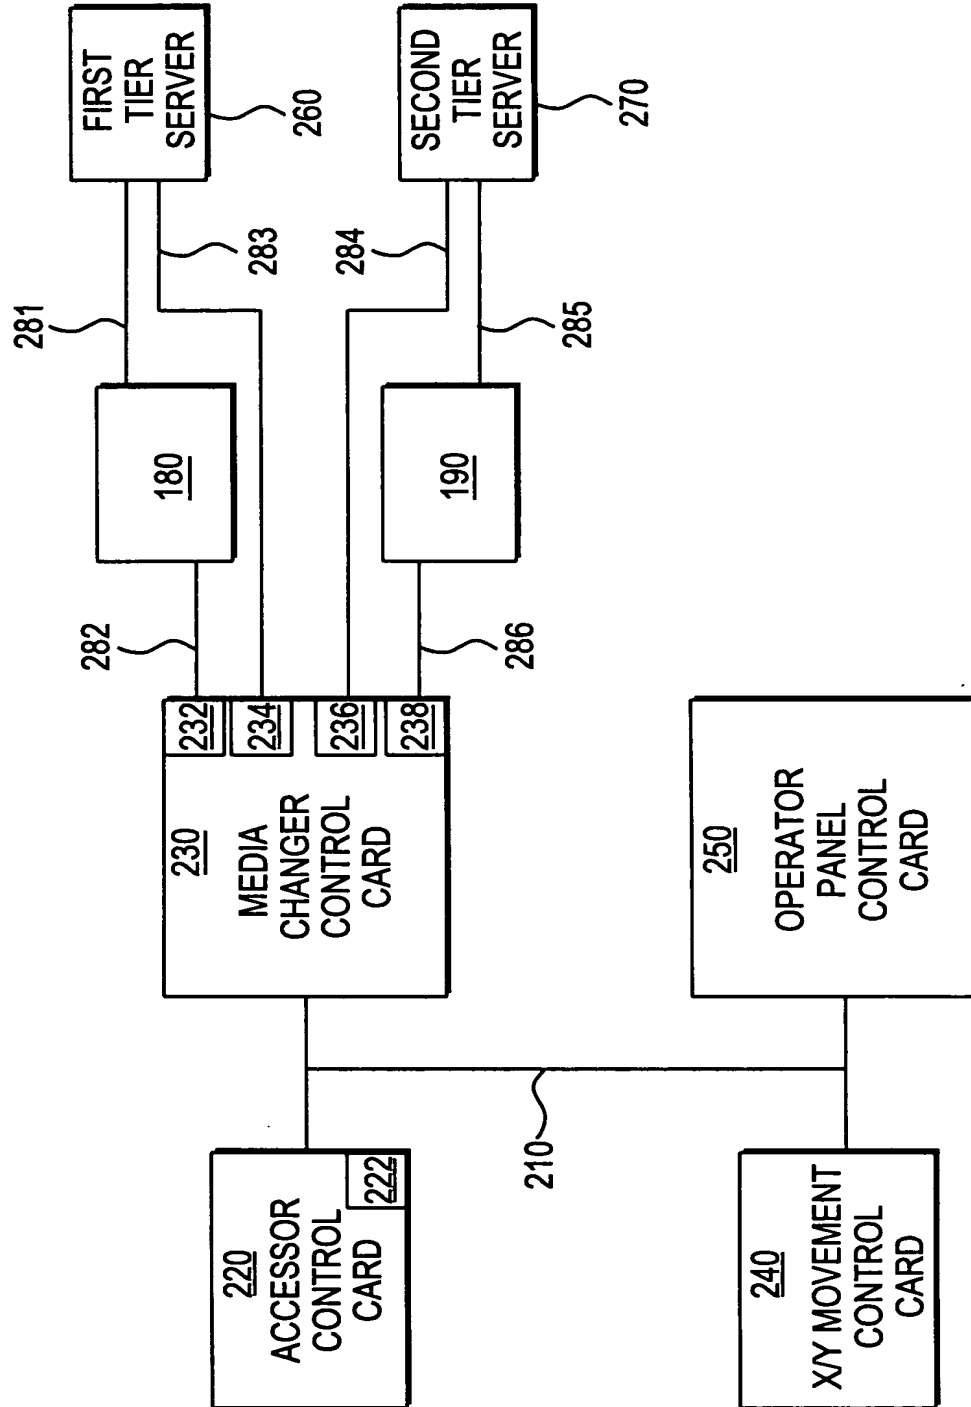 220
ACCESSOR
CONTROL
CARD
222
210
240
X/Y MOVEMENT
CONTROL
CARD
230
MEDIA
CHANGER
CONTROL
CARD
232
234
236
238
250
OPERATOR
PANEL
CONTROL
CARD
282
286
180
190
281
283
284
285
FIRST
TIER
SERVER
260
SECOND
TIER
SERVER
270